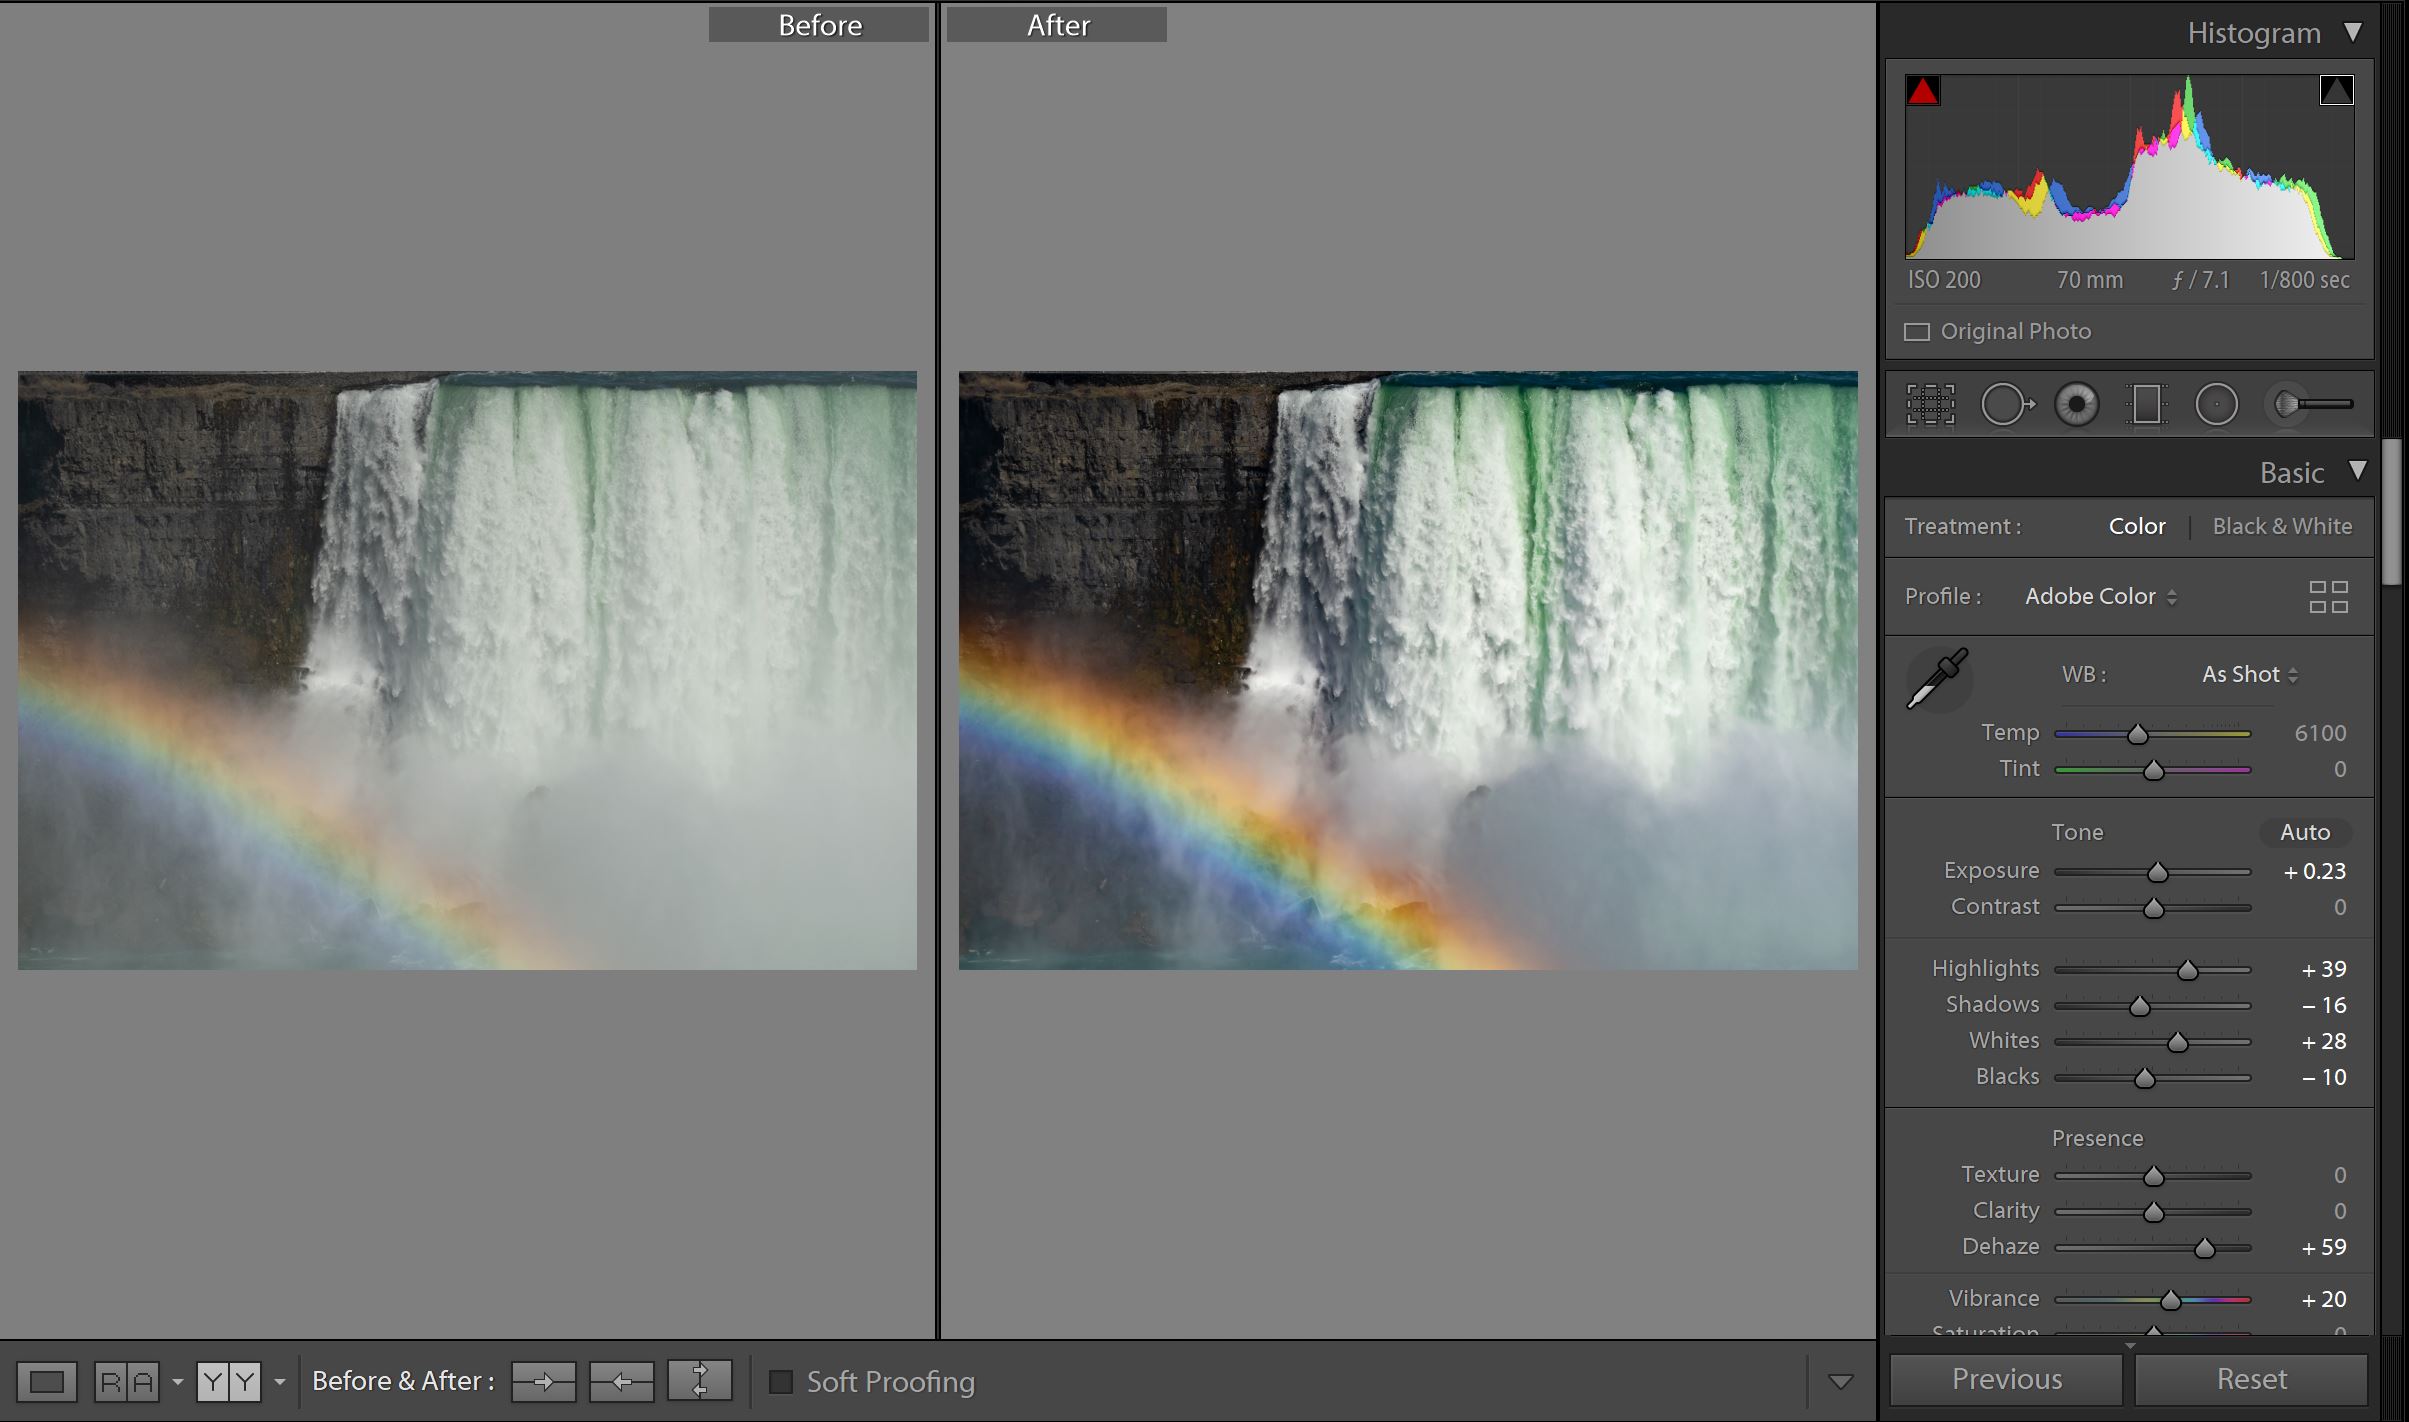 Before
After
Histogram
ISO 200 70 mm ƒ / 7.1 1/800 sec
Original Photo
Basic
Treatment : Color Black & White
Profile : Adobe Color
WB : As Shot
Temp 6100
Tint 0
Tone Auto
Exposure + 0.23
Contrast 0
Highlights + 39
Shadows – 16
Whites + 28
Blacks – 10
Presence
Texture 0
Clarity 0
Dehaze + 59
Vibrance + 20
Saturation 0
R A Y Y Before & After : Soft Proofing
Previous Reset